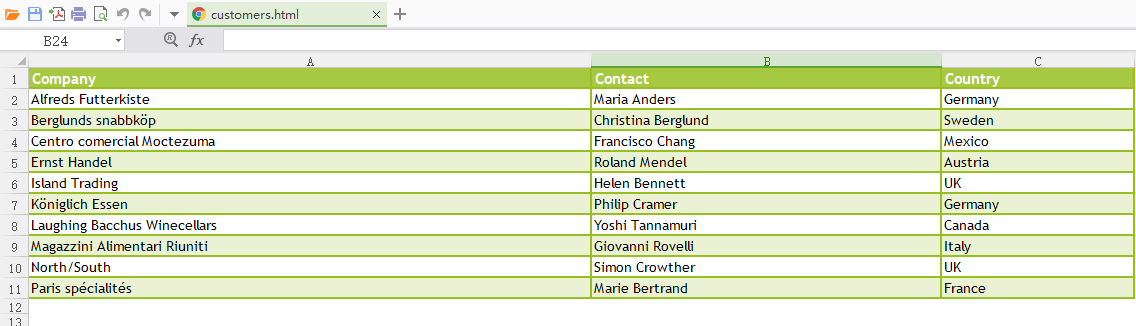 customers.html
B24 fx
A B C
1 Company Contact Country
2 Alfreds Futterkiste Maria Anders Germany
3 Berglunds snabbköp Christina Berglund Sweden
4 Centro comercial Moctezuma Francisco Chang Mexico
5 Ernst Handel Roland Mendel Austria
6 Island Trading Helen Bennett UK
7 Königlich Essen Philip Cramer Germany
8 Laughing Bacchus Winecellars Yoshi Tannamuri Canada
9 Magazzini Alimentari Riuniti Giovanni Rovelli Italy
10 North/South Simon Crowther UK
11 Paris spécialités Marie Bertrand France
12
13